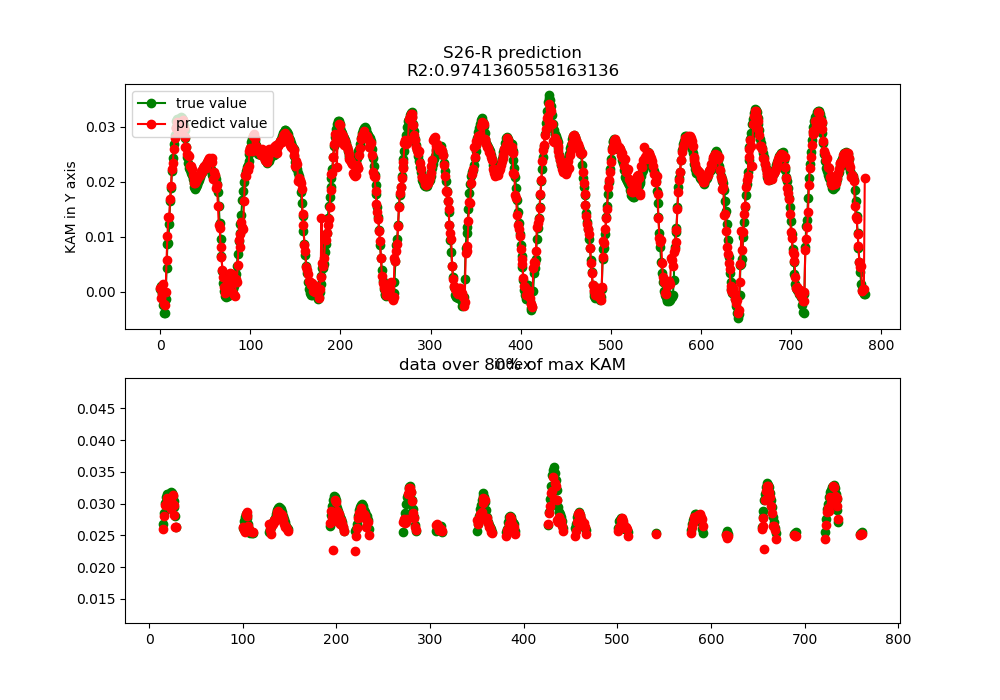 S26-R prediction
R2:0.9741360558163136
true value
predict value
KAM in Y axis
0.03
0.02
0.01
0.00
0 100 200 300 400 500 600 700 800
index
data over 80% of max KAM
0.045
0.040
0.035
0.030
0.025
0.020
0.015
0 100 200 300 400 500 600 700 800